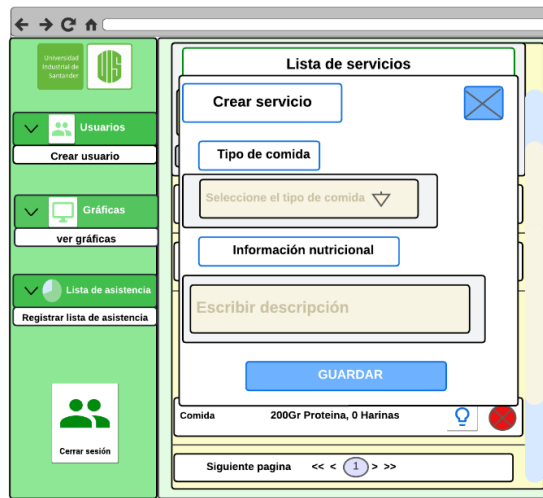 Universidad
Industrial de
Santander
UIS
Usuarios
Crear usuario
Gráficas
ver gráficas
Lista de asistencia
Registrar lista de asistencia
Cerrar sesión
Lista de servicios
Crear servicio
Tipo de comida
Seleccione el tipo de comida
Información nutricional
Escribir descripción
GUARDAR
Comida 200Gr Proteina, 0 Harinas
Siguiente pagina << < 1 > >>